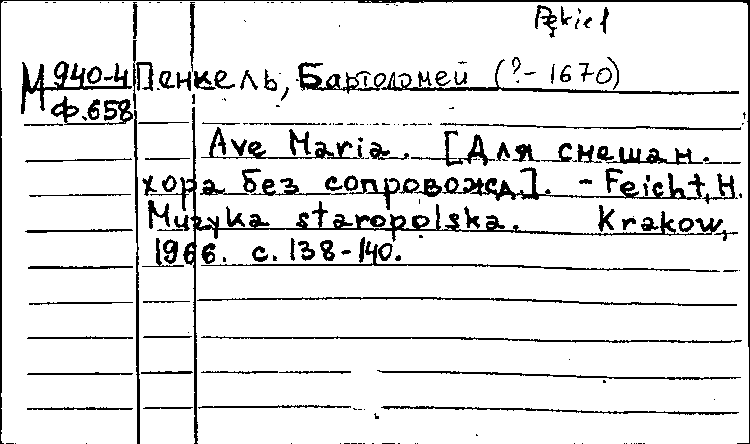 Pękiel
М 940-4 Пенкель, Бартоломей (?- 1670)
Ф.658
Ave Maria. [Для смешан.
хора без сопровожд.]. - Feicht, H.
Muzyka staropolska. Krakow,
1966. с. 138-140.